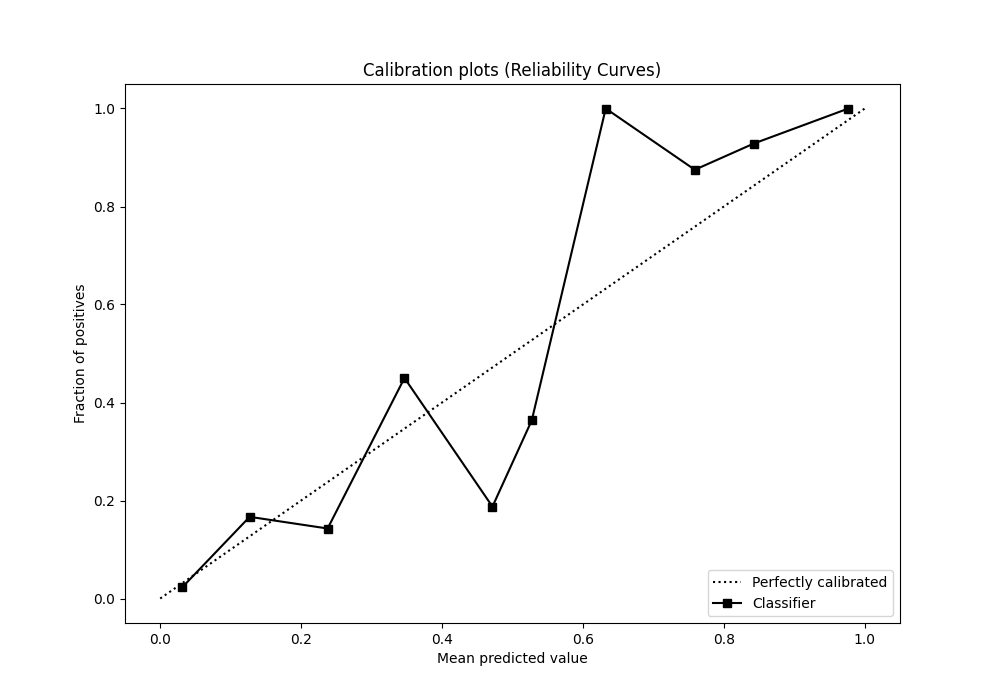 Calibration plots (Reliability Curves)
1.0
0.8
0.6
0.4
0.2
0.0
Fraction of positives
Perfectly calibrated
Classifier
0.0 0.2 0.4 0.6 0.8 1.0
Mean predicted value